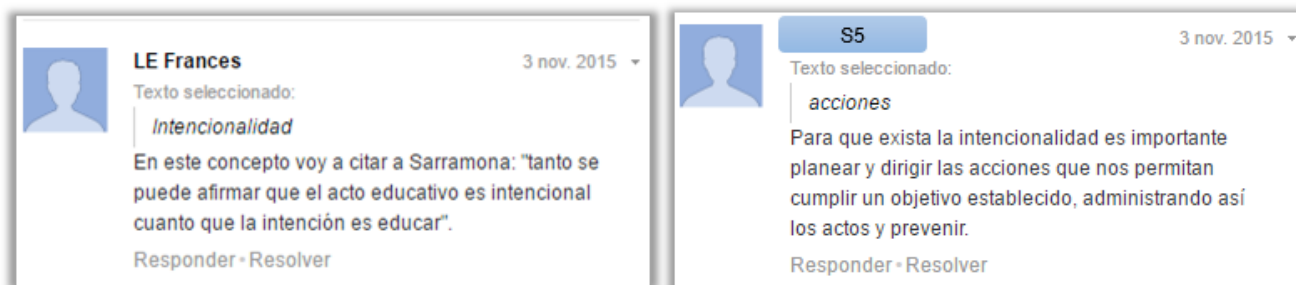 LE Frances
3 nov. 2015
Texto seleccionado:
Intencionalidad
En este concepto voy a citar a Sarramona: "tanto se
puede afirmar que el acto educativo es intencional
cuanto que la intención es educar".
Responder • Resolver
S5
3 nov. 2015
Texto seleccionado:
acciones
Para que exista la intencionalidad es importante
planear y dirigir las acciones que nos permitan
cumplir un objetivo establecido, administrando así
los actos y prevenir.
Responder • Resolver